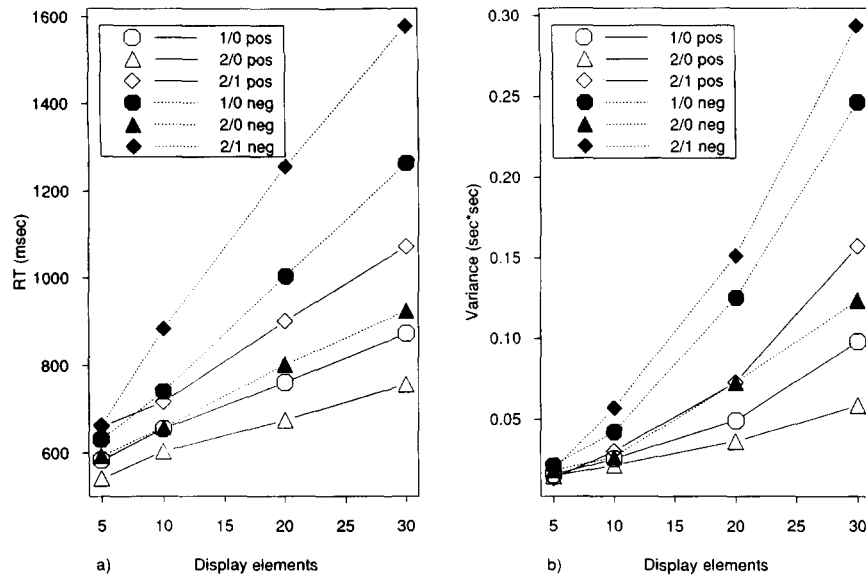 1600
1400
1200
1000
800
600
RT (msec)
1/0 pos
2/0 pos
2/1 pos
1/0 neg
2/0 neg
2/1 neg
5
10
15
20
25
30
a)
Display elements
0.30
0.25
0.20
0.15
0.10
0.05
Variance (sec*sec)
1/0 pos
2/0 pos
2/1 pos
1/0 neg
2/0 neg
2/1 neg
5
10
15
20
25
30
b)
Display elements